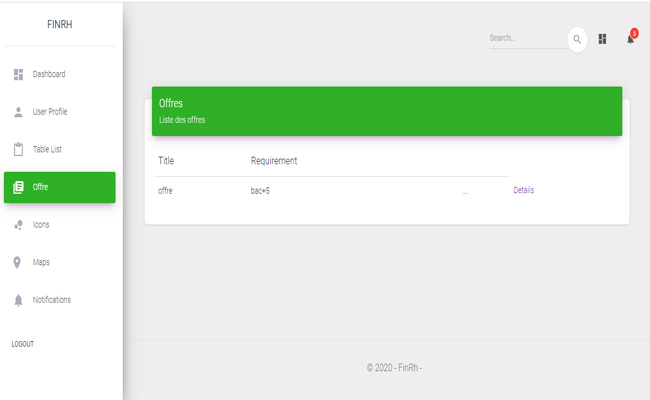 FINRH
Dashboard
User Profile
Table List
Offre
Icons
Maps
Notifications
LOGOUT
Search...
5
Offres
Liste des offres
Title Requirement
offre bac+5 ... Details
© 2020 - FinRh -